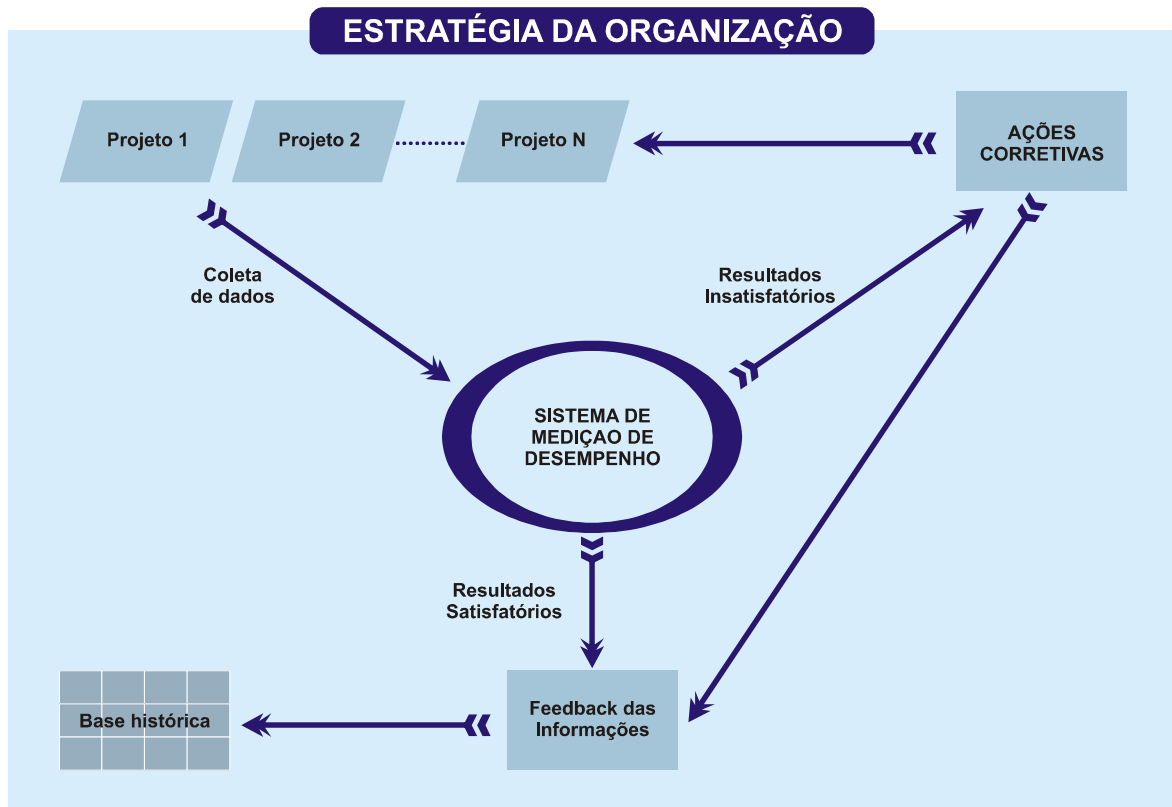 ESTRATÉGIA DA ORGANIZAÇÃO
Projeto 1
Projeto 2
Projeto N
AÇÕES
CORRETIVAS
Coleta
de dados
Resultados
Insatisfatórios
SISTEMA DE
MEDIÇAO DE
DESEMPENHO
Resultados
Satisfatórios
Base histórica
Feedback das
Informações